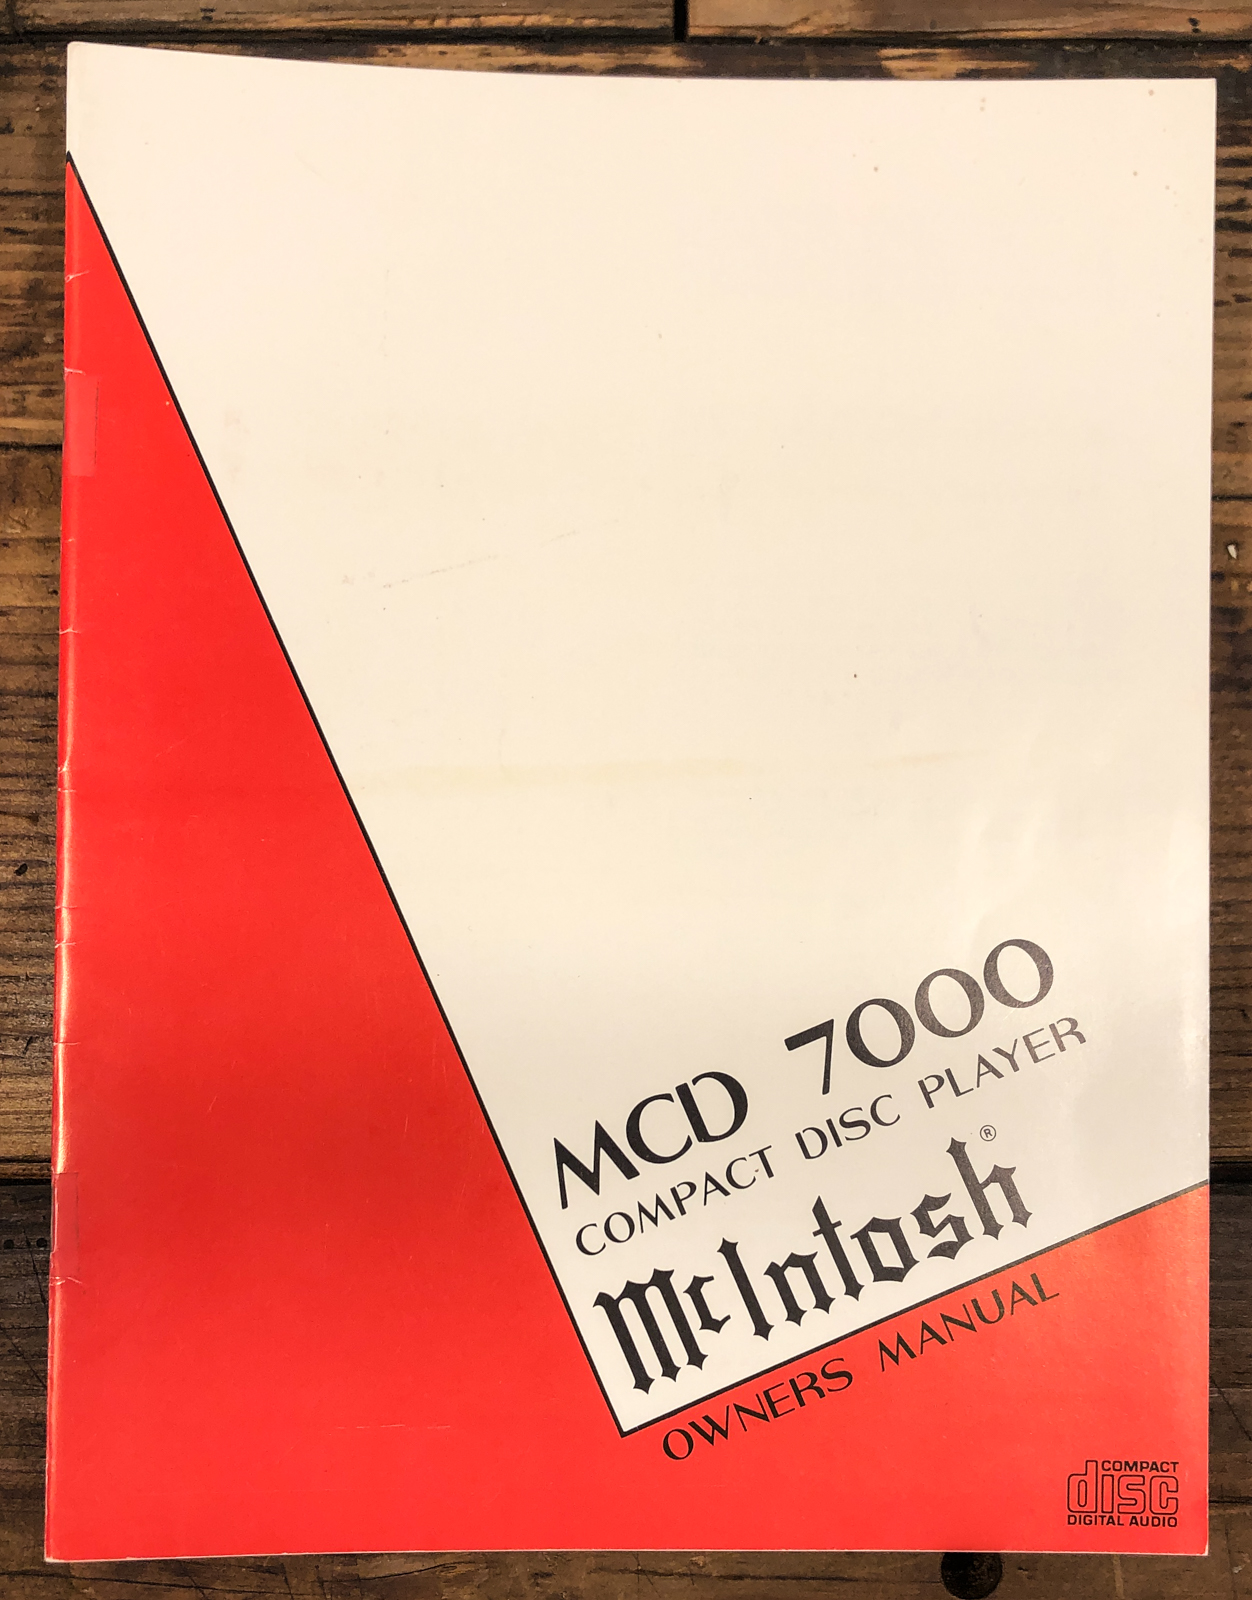 MCD 7000
COMPACT DISC PLAYER
McIntosh®
OWNERS MANUAL
COMPACT
disc
DIGITAL AUDIO